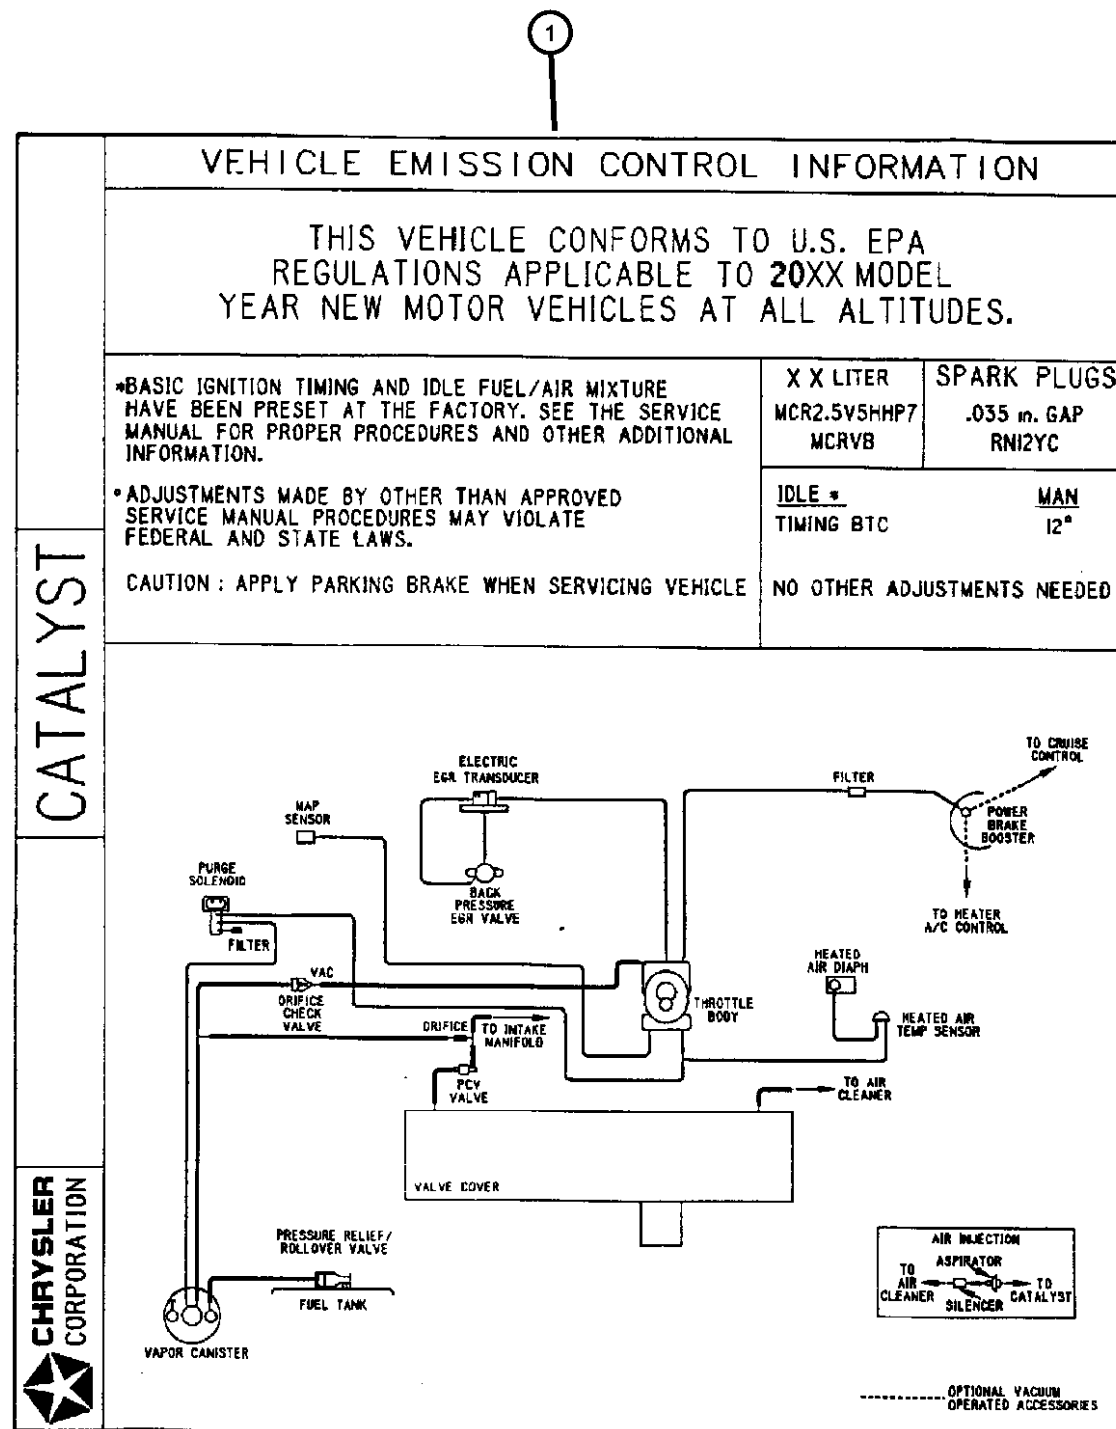 1
VEHICLE EMISSION CONTROL INFORMATION
THIS VEHICLE CONFORMS TO U.S. EPA
REGULATIONS APPLICABLE TO 20XX MODEL
YEAR NEW MOTOR VEHICLES AT ALL ALTITUDES.
*BASIC IGNITION TIMING AND IDLE FUEL/AIR MIXTURE
HAVE BEEN PRESET AT THE FACTORY. SEE THE SERVICE
MANUAL FOR PROPER PROCEDURES AND OTHER ADDITIONAL
INFORMATION.
•ADJUSTMENTS MADE BY OTHER THAN APPROVED
SERVICE MANUAL PROCEDURES MAY VIOLATE
FEDERAL AND STATE LAWS.
CAUTION : APPLY PARKING BRAKE WHEN SERVICING VEHICLE
X X LITER
MCR2.5V5HHP7
MCRVB
SPARK PLUGS
.035 in. GAP
RN12YC
IDLE * MAN
TIMING BTC 12°
NO OTHER ADJUSTMENTS NEEDED
CATALYST
CHRYSLER
CORPORATION
ELECTRIC
EGR TRANSDUCER
MAP
SENSOR
FILTER
TO CRUISE
CONTROL
POWER
BRAKE
BOOSTER
PURGE
SOLENOID
BACK
PRESSURE
EGR VALVE
TO HEATER
A/C CONTROL
FILTER
VAC
ORIFICE
CHECK
VALVE
HEATED
AIR DIAPH
THROTTLE
BODY
HEATED AIR
TEMP SENSOR
ORIFICE
TO INTAKE
MANIFOLD
PCV
VALVE
TO AIR
CLEANER
VALVE COVER
PRESSURE RELIEF/
ROLLOVER VALVE
FUEL TANK
VAPOR CANISTER
AIR INJECTION
ASPIRATOR
TO
AIR
CLEANER
SILENCER
TO
CATALYST
OPTIONAL VACUUM
OPERATED ACCESSORIES